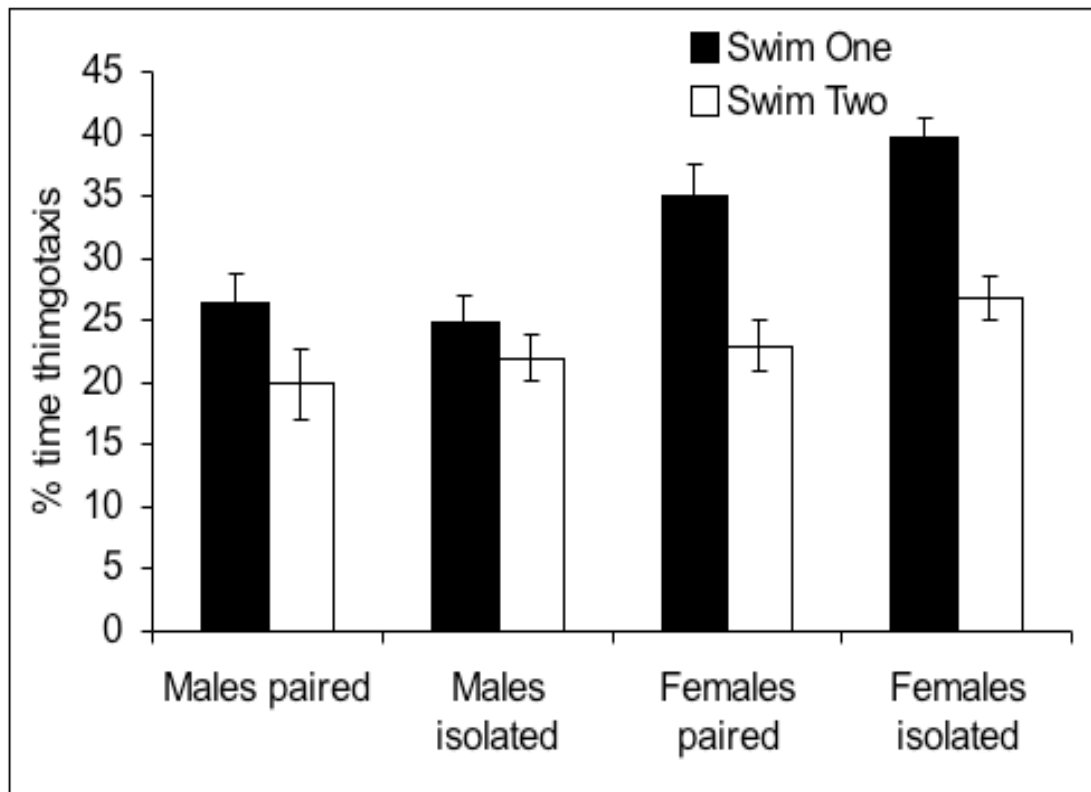 Swim One
Swim Two
% time thimgotaxis
45
40
35
30
25
20
15
10
5
0
Males paired
Males
isolated
Females
paired
Females
isolated